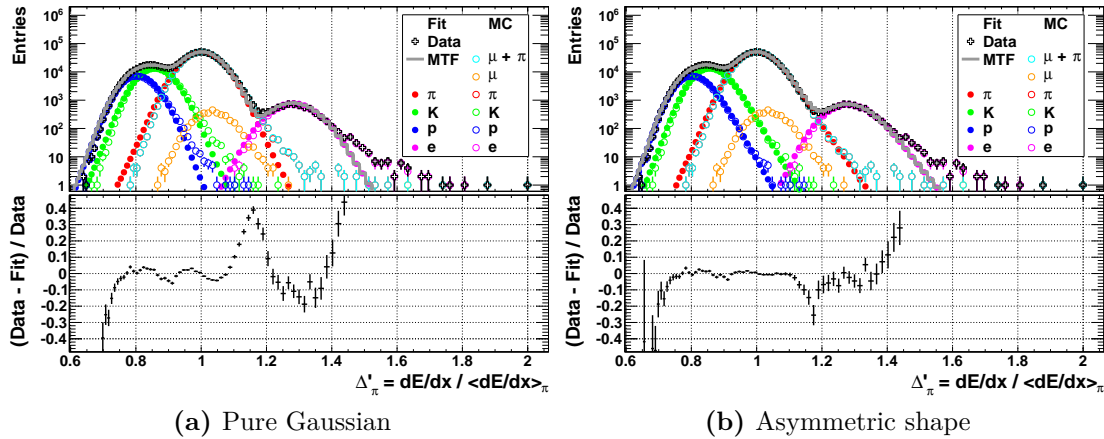 Entries
10⁶
10⁵
10⁴
10³
10²
10
1
Fit MC
Data
MTF μ + π
μ
π π
K K
p p
e e
(Data - Fit) / Data
0.4
0.3
0.2
0.1
0
-0.1
-0.2
-0.3
-0.4
0.6 0.8 1 1.2 1.4 1.6 1.8 2
Δ'π = dE/dx / <dE/dx>π
(a) Pure Gaussian
Entries
10⁶
10⁵
10⁴
10³
10²
10
1
Fit MC
Data
MTF μ + π
μ
π π
K K
p p
e e
(Data - Fit) / Data
0.4
0.3
0.2
0.1
0
-0.1
-0.2
-0.3
-0.4
0.6 0.8 1 1.2 1.4 1.6 1.8 2
Δ'π = dE/dx / <dE/dx>π
(b) Asymmetric shape